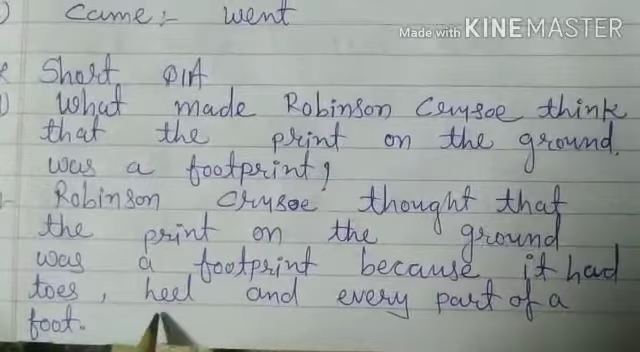 Came :- went
Made with KINEMASTER
Short Q/A
What made Robinson Crusoe think
that the print on the ground
was a footprint?
Robinson Crusoe thought that
the print on the ground
was a footprint because it had
toes, heel and every part of a
foot.